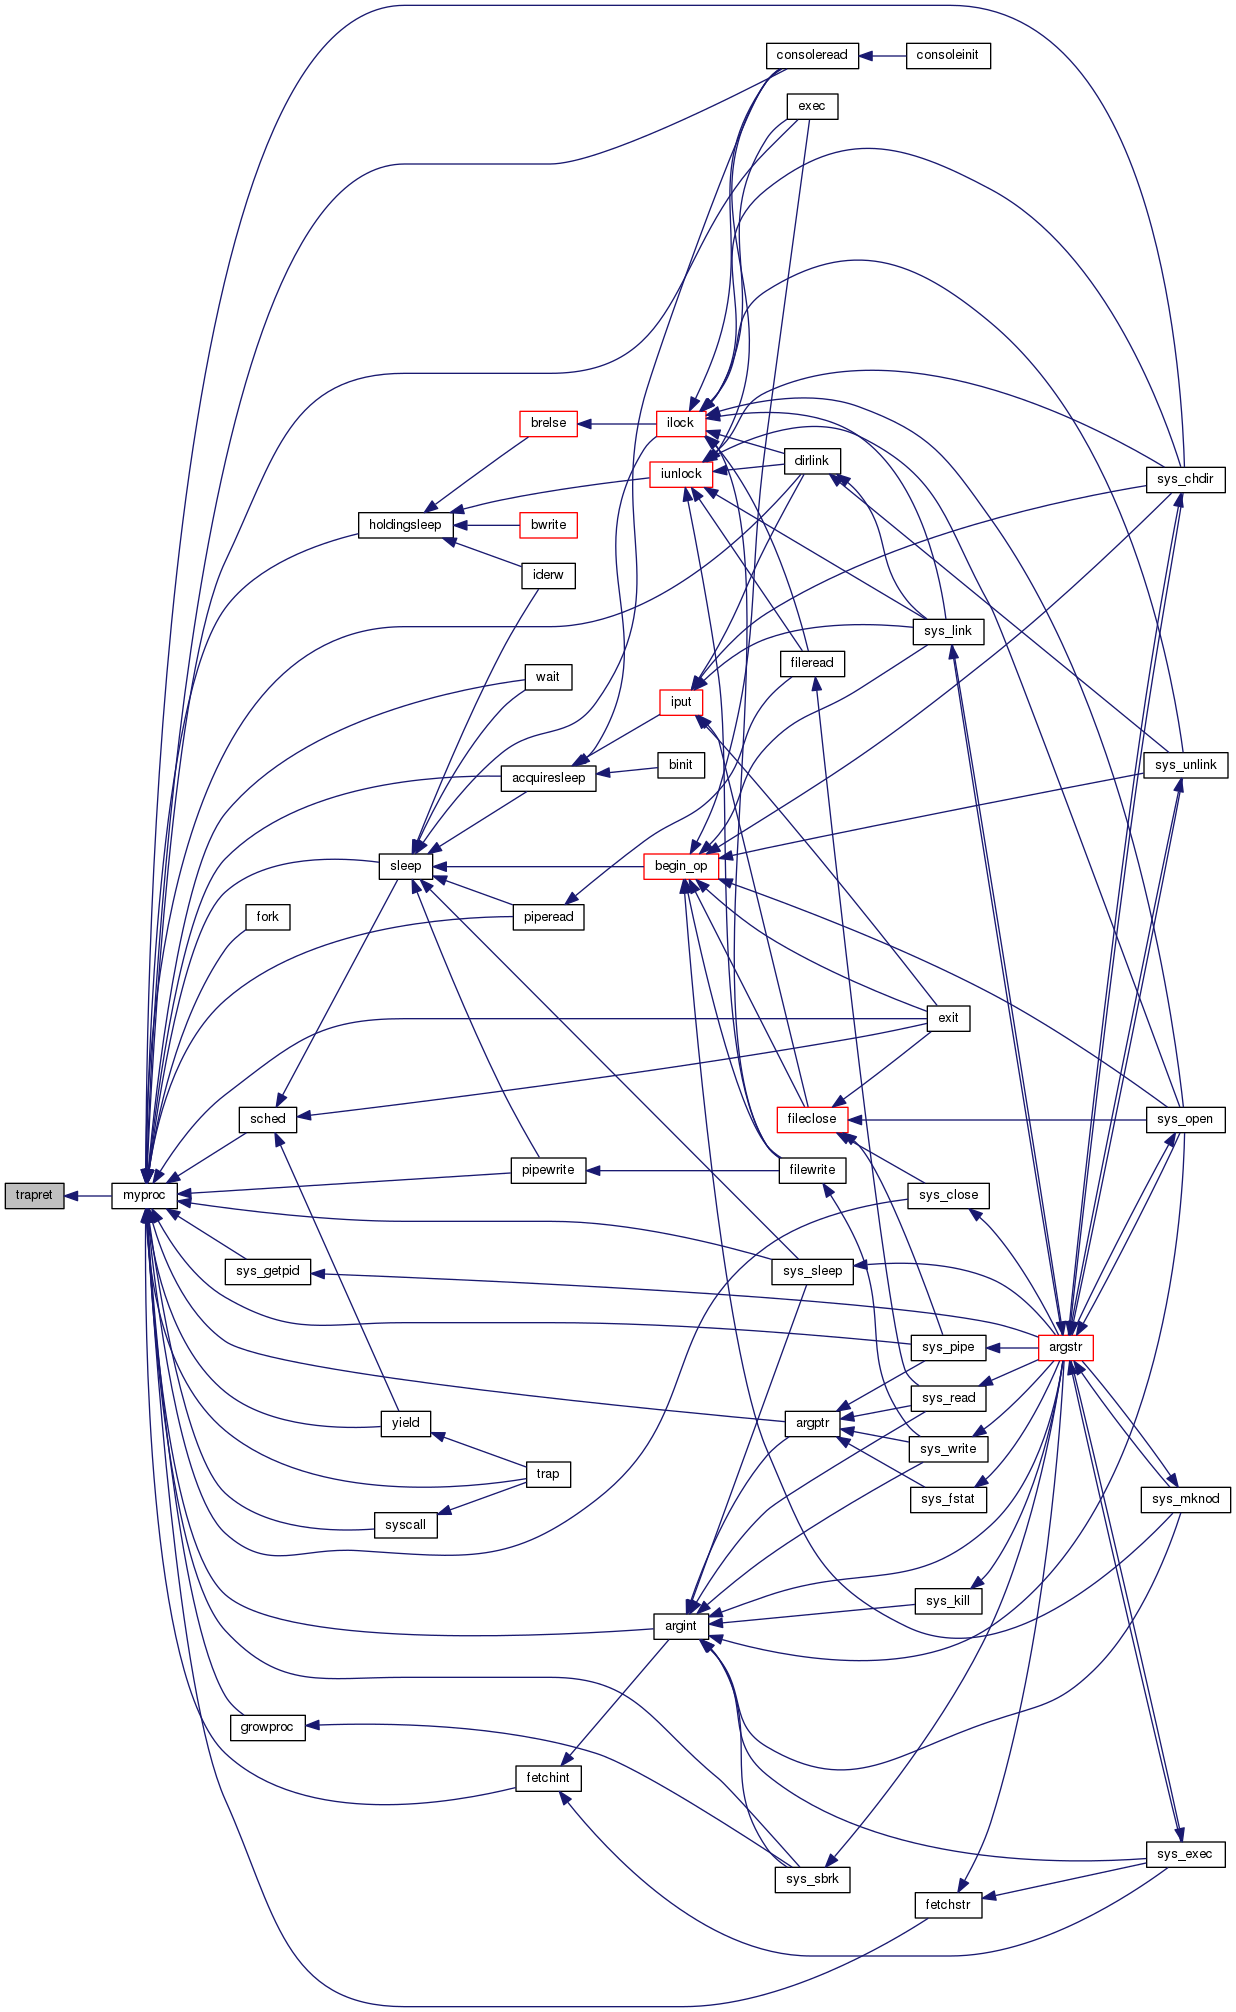 consoleread
consoleinit
exec
brelse
ilock
dirlink
iunlock
sys_chdir
holdingsleep
bwrite
iderw
sys_link
fileread
wait
iput
binit
sys_unlink
acquiresleep
sleep
begin_op
fork
piperead
exit
sched
fileclose
sys_open
pipewrite
filewrite
trapret
myproc
sys_close
sys_getpid
sys_sleep
sys_pipe
argstr
sys_read
yield
argptr
sys_write
trap
sys_fstat
sys_mknod
syscall
sys_kill
argint
growproc
fetchint
sys_exec
sys_sbrk
fetchstr